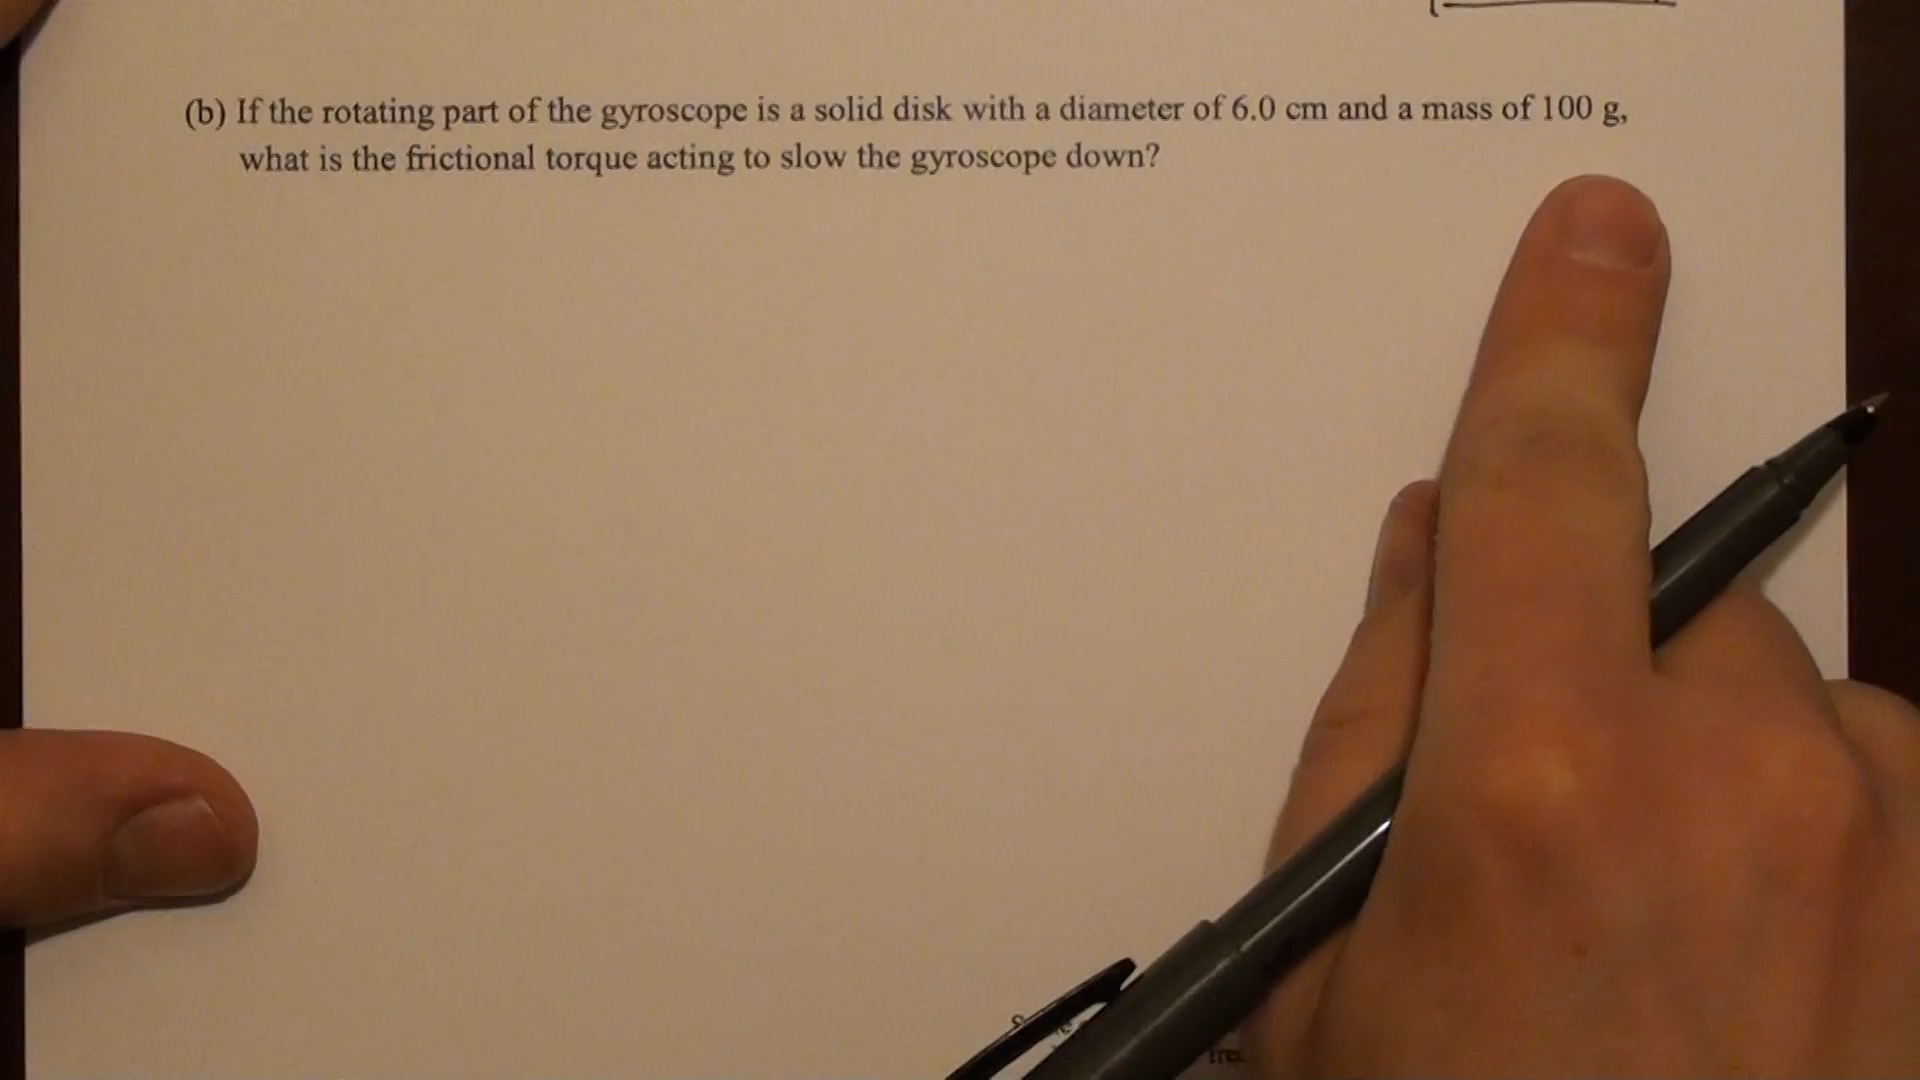 (b) If the rotating part of the gyroscope is a solid disk with a diameter of 6.0 cm and a mass of 100 g,
what is the frictional torque acting to slow the gyroscope down?